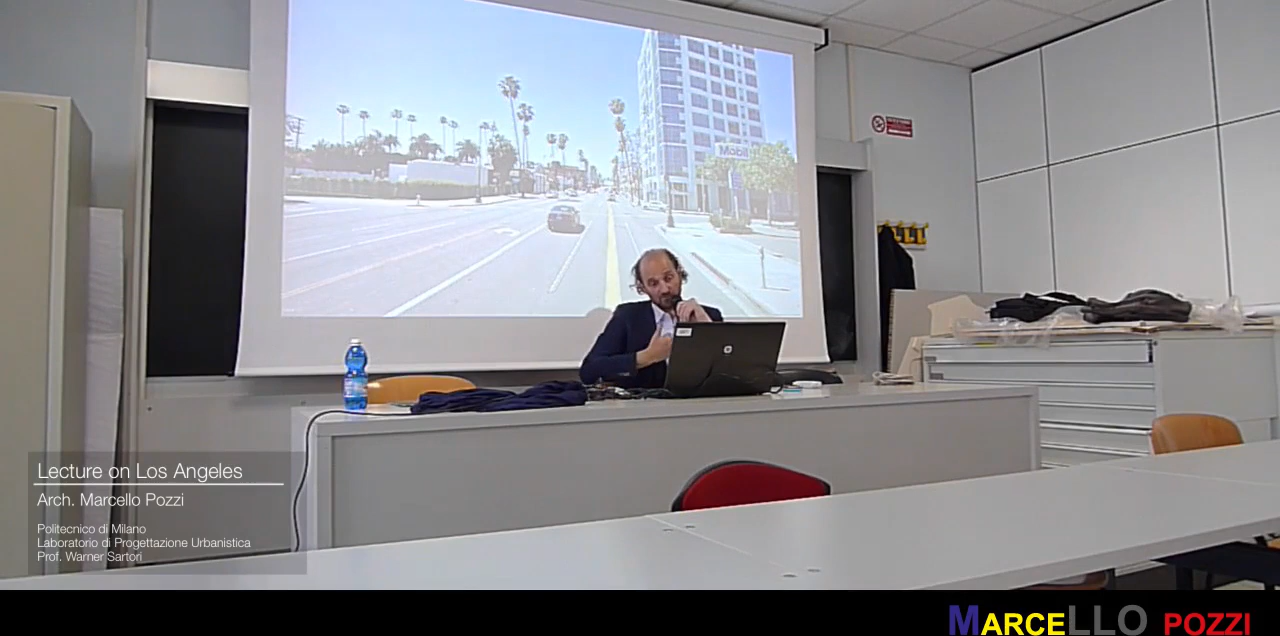 Mobil
Lecture on Los Angeles
Arch. Marcello Pozzi
Politecnico di Milano
Laboratorio di Progettazione Urbanistica
Prof. Warner Sartori
MARCELLO POZZI